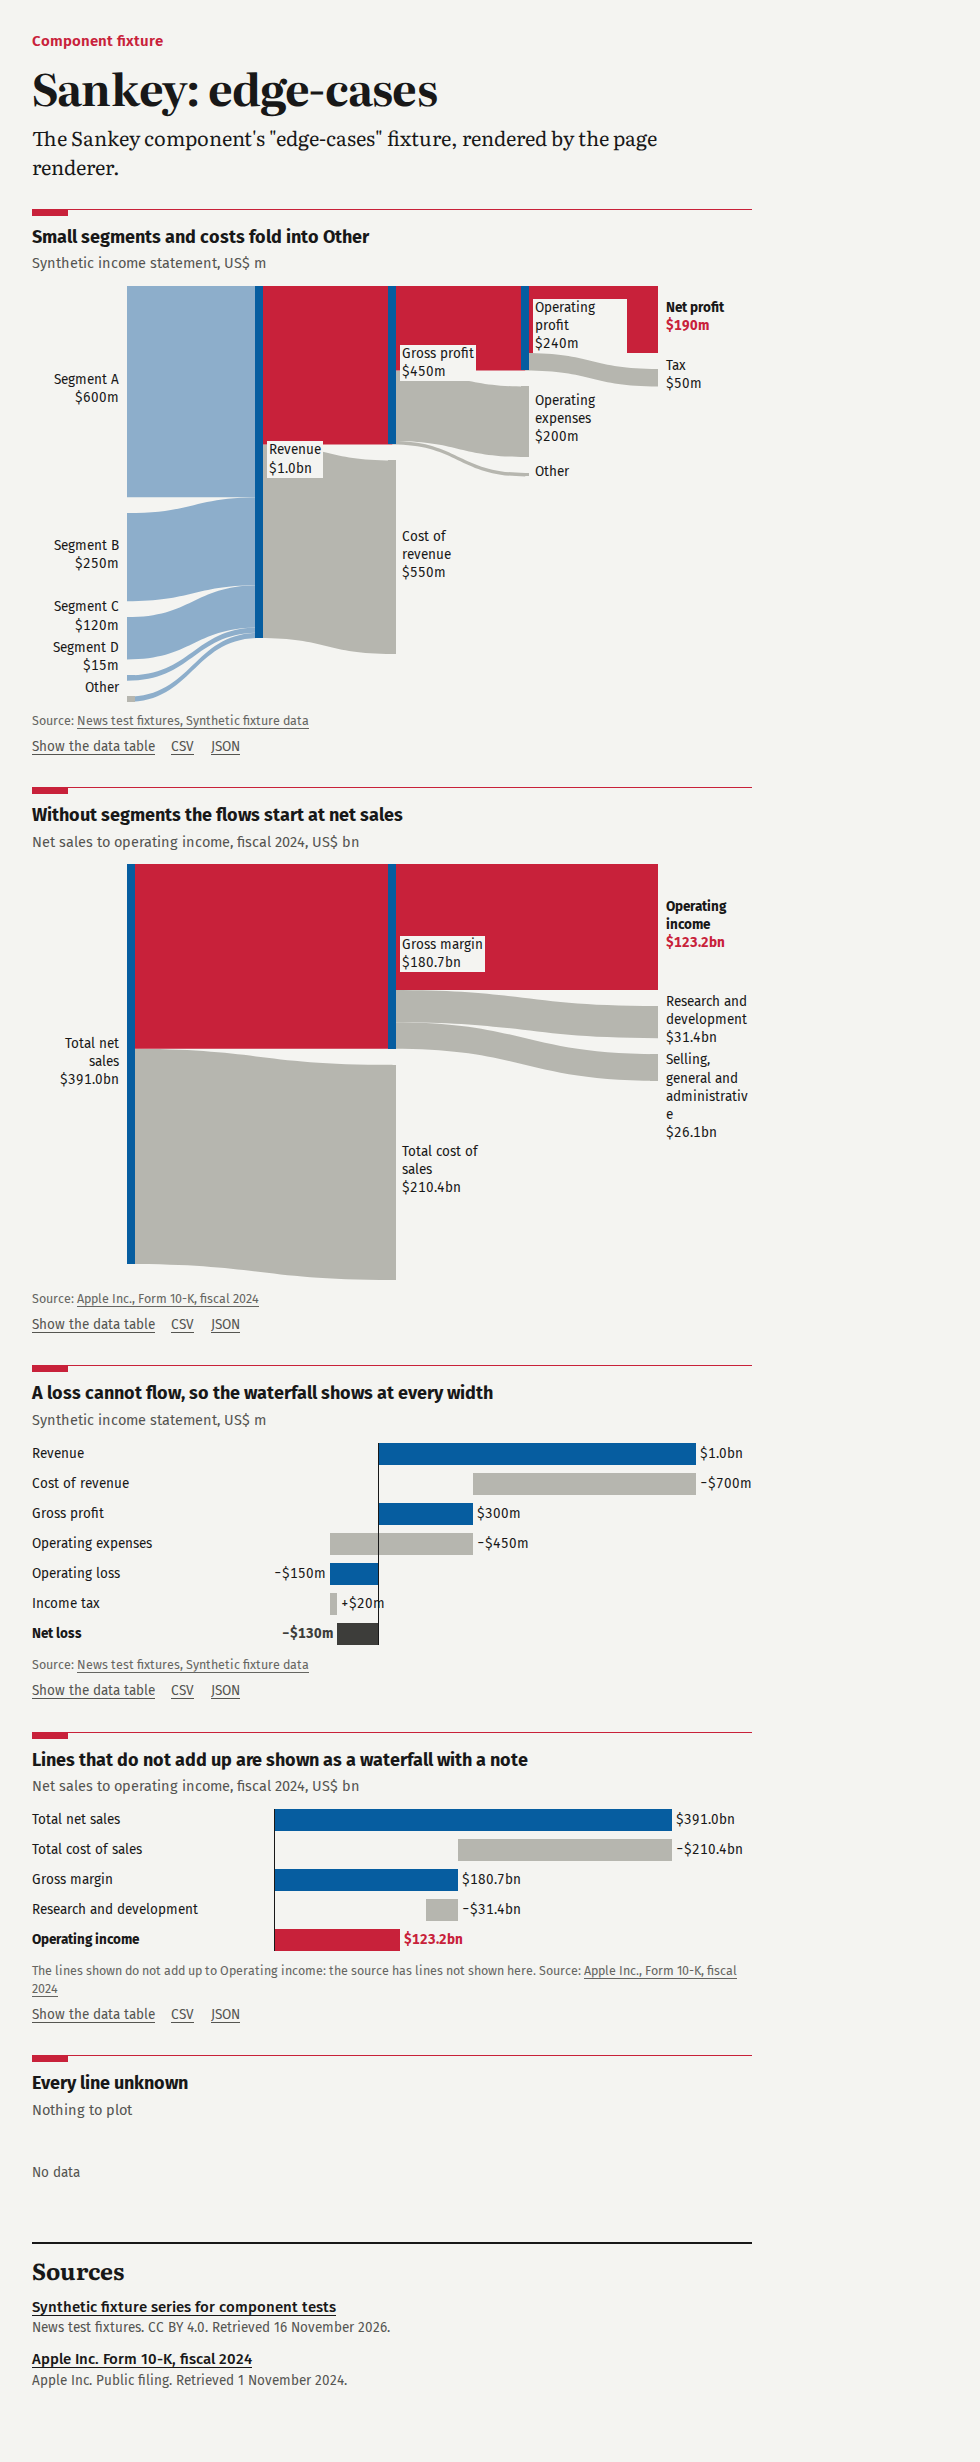 Component fixture
Sankey: edge-cases
The Sankey component's "edge-cases" fixture, rendered by the page
renderer.
Small segments and costs fold into Other
Synthetic income statement, US$ m
Segment A
$600m
Segment B
$250m
Segment C
$120m
Segment D
$15m
Other
Revenue
$1.0bn
Gross profit
$450m
Cost of
revenue
$550m
Operating
profit
$240m
Operating
expenses
$200m
Other
Net profit
$190m
Tax
$50m
Source: News test fixtures, Synthetic fixture data
Show the data table CSV JSON
Without segments the flows start at net sales
Net sales to operating income, fiscal 2024, US$ bn
Total net
sales
$391.0bn
Gross margin
$180.7bn
Total cost of
sales
$210.4bn
Operating
income
$123.2bn
Research and
development
$31.4bn
Selling,
general and
administrativ
e
$26.1bn
Source: Apple Inc., Form 10-K, fiscal 2024
Show the data table CSV JSON
A loss cannot flow, so the waterfall shows at every width
Synthetic income statement, US$ m
Revenue $1.0bn
Cost of revenue −$700m
Gross profit $300m
Operating expenses −$450m
Operating loss −$150m
Income tax +$20m
Net loss −$130m
Source: News test fixtures, Synthetic fixture data
Show the data table CSV JSON
Lines that do not add up are shown as a waterfall with a note
Net sales to operating income, fiscal 2024, US$ bn
Total net sales $391.0bn
Total cost of sales −$210.4bn
Gross margin $180.7bn
Research and development −$31.4bn
Operating income $123.2bn
The lines shown do not add up to Operating income: the source has lines not shown here. Source: Apple Inc., Form 10-K, fiscal
2024
Show the data table CSV JSON
Every line unknown
Nothing to plot
No data
Sources
Synthetic fixture series for component tests
News test fixtures. CC BY 4.0. Retrieved 16 November 2026.
Apple Inc. Form 10-K, fiscal 2024
Apple Inc. Public filing. Retrieved 1 November 2024.